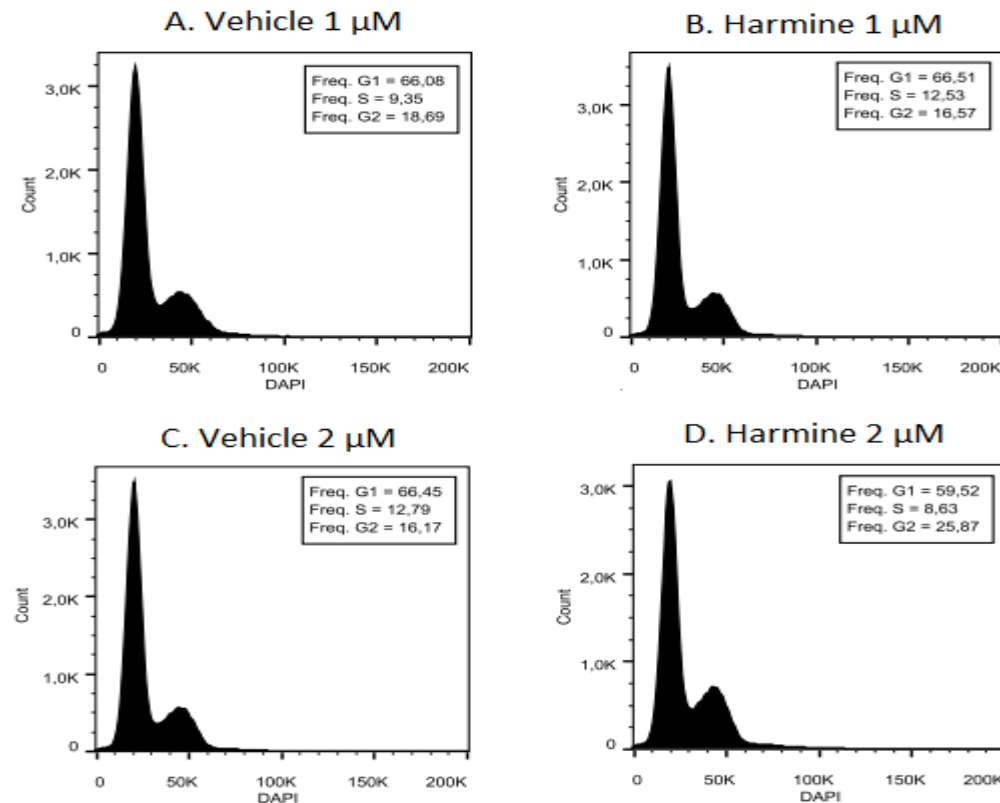 A. Vehicle 1 µM
Freq. G1 = 66,08
Freq. S = 9,35
Freq. G2 = 18,69
3,0K
2,0K
1,0K
0
Count
0 50K 100K 150K 200K
DAPI
B. Harmine 1 µM
Freq. G1 = 66,51
Freq. S = 12,53
Freq. G2 = 16,57
3,0K
2,0K
1,0K
0
Count
0 50K 100K 150K 200K
DAPI
C. Vehicle 2 µM
Freq. G1 = 66,45
Freq. S = 12,79
Freq. G2 = 16,17
3,0K
2,0K
1,0K
0
Count
0 50K 100K 150K 200K
DAPI
D. Harmine 2 µM
Freq. G1 = 59,52
Freq. S = 8,63
Freq. G2 = 25,87
3,0K
2,0K
1,0K
0
Count
0 50K 100K 150K 200K
DAPI